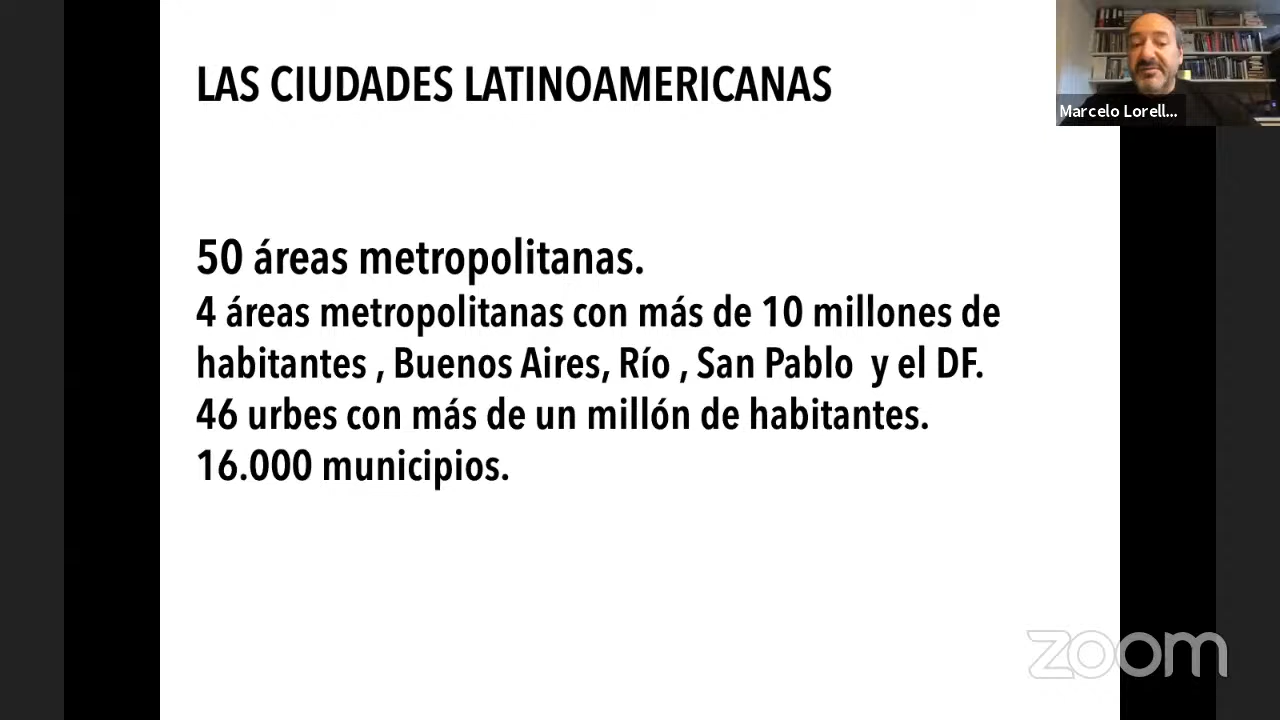 LAS CIUDADES LATINOAMERICANAS
Marcelo Lorell...
50 áreas metropolitanas.
4 áreas metropolitanas con más de 10 millones de
habitantes , Buenos Aires, Río , San Pablo y el DF.
46 urbes con más de un millón de habitantes.
16.000 municipios.
zoom